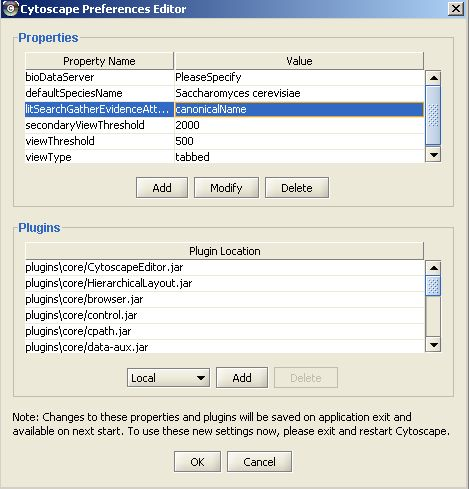 Cytoscape Preferences Editor
Properties
Property Name Value
bioDataServer PleaseSpecify
defaultSpeciesName Saccharomyces cerevisiae
litSearchGatherEvidenceAtt... canonicalName
secondaryViewThreshold 2000
viewThreshold 500
viewType tabbed
Add Modify Delete
Plugins
Plugin Location
plugins\core/CytoscapeEditor.jar
plugins\core/HierarchicalLayout.jar
plugins\core/browser.jar
plugins\core/control.jar
plugins\core/cpath.jar
plugins\core/data-aux.jar
Local Add Delete
Note: Changes to these properties and plugins will be saved on application exit and
available on next start. To use these new settings now, please exit and restart Cytoscape.
OK Cancel